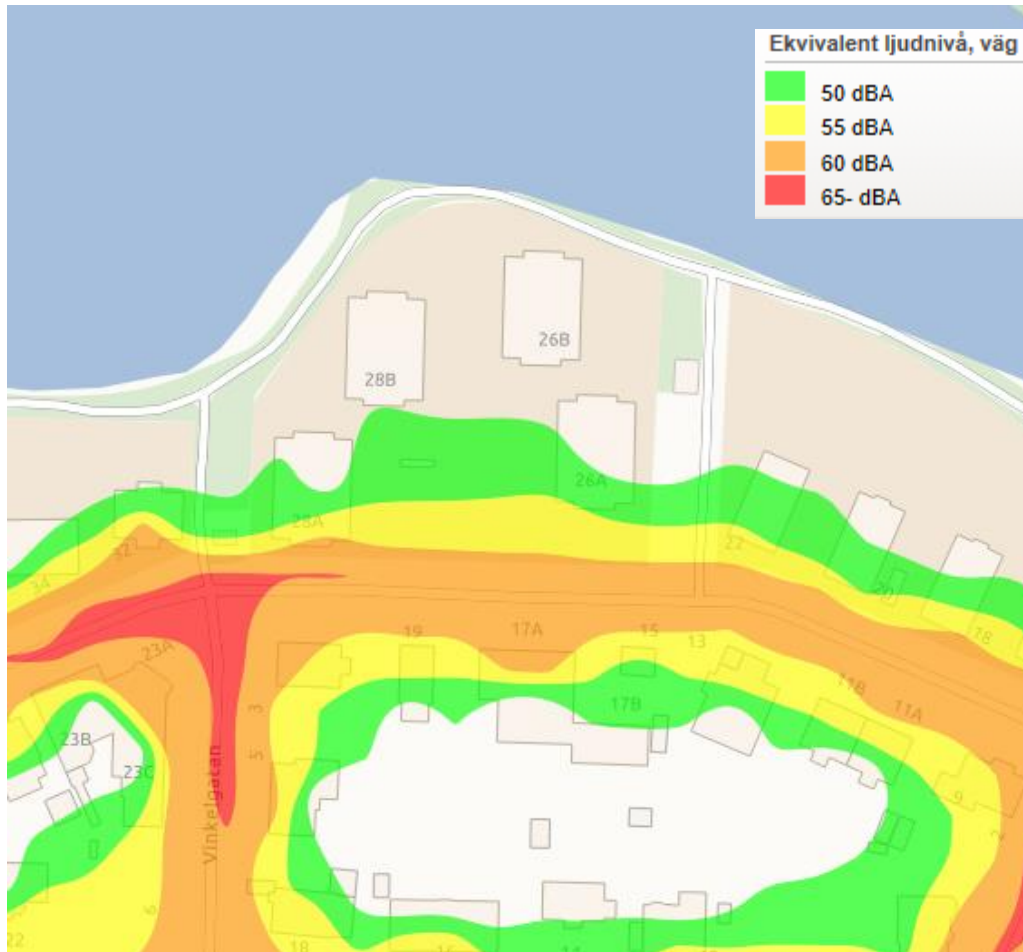 Ekvivalent ljudnivå, väg
50 dBA
55 dBA
60 dBA
65- dBA
26B
28B
26A
28A
22
32
34
20
18
23A
19
17A
15
13
11B
11A
17B
3
5
23B
23C
Vinkelgatan
9
2
6
22
18
16
14